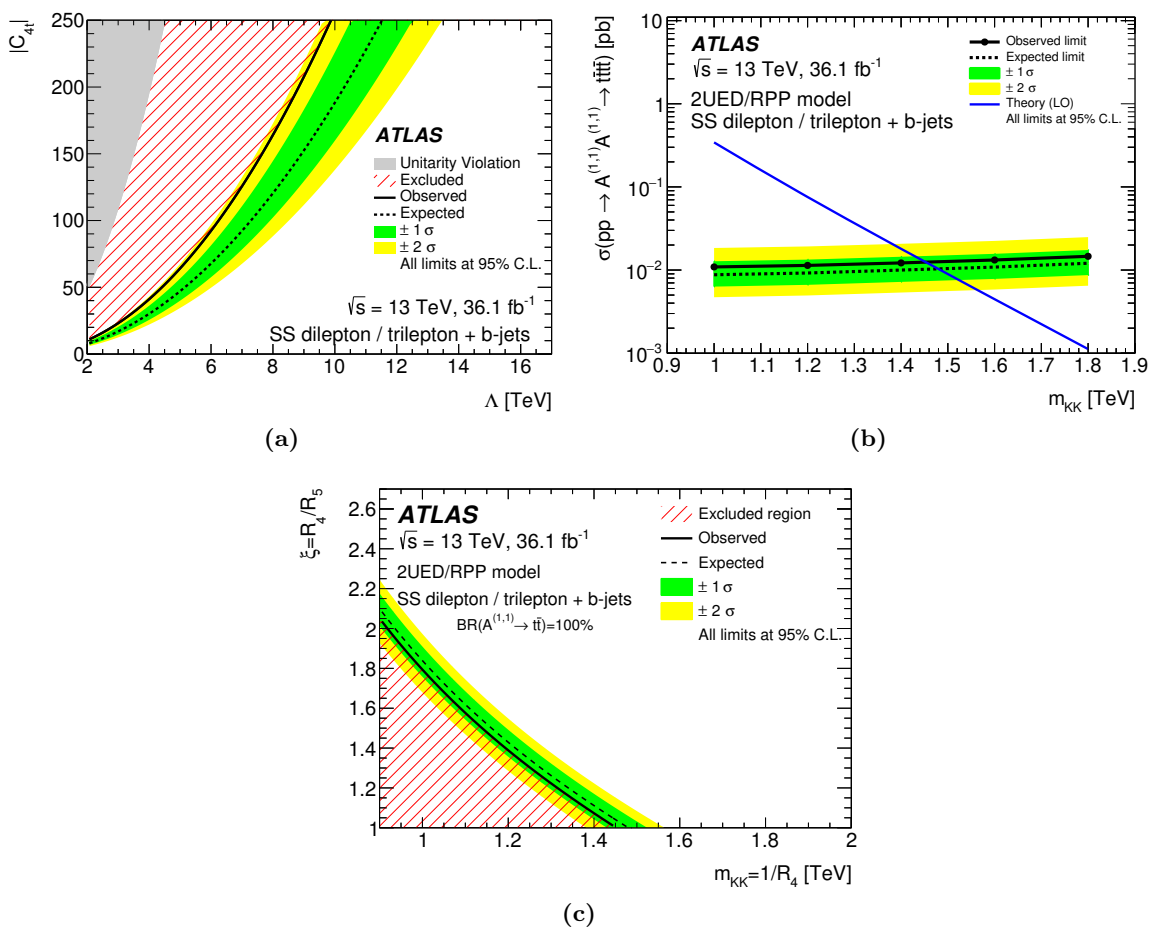 |C4t|
250
200
150
100
50
0
ATLAS
Unitarity Violation
Excluded
Observed
Expected
± 1 σ
± 2 σ
All limits at 95% C.L.
√s = 13 TeV, 36.1 fb-1
SS dilepton / trilepton + b-jets
2 4 6 8 10 12 14 16
Λ [TeV]
(a)
σ(pp → A(1,1)A(1,1) → tt̄tt̄) [pb]
10
1
10−1
10−2
10−3
ATLAS
√s = 13 TeV, 36.1 fb-1
2UED/RPP model
SS dilepton / trilepton + b-jets
Observed limit
Expected limit
± 1 σ
± 2 σ
Theory (LO)
All limits at 95% C.L.
0.9 1 1.1 1.2 1.3 1.4 1.5 1.6 1.7 1.8 1.9
mKK [TeV]
(b)
ξ=R4/R5
2.6
2.4
2.2
2
1.8
1.6
1.4
1.2
1
ATLAS
√s = 13 TeV, 36.1 fb-1
2UED/RPP model
SS dilepton / trilepton + b-jets
BR(A(1,1)→ tt̄)=100%
Excluded region
Observed
Expected
± 1 σ
± 2 σ
All limits at 95% C.L.
1 1.2 1.4 1.6 1.8 2
mKK=1/R4 [TeV]
(c)